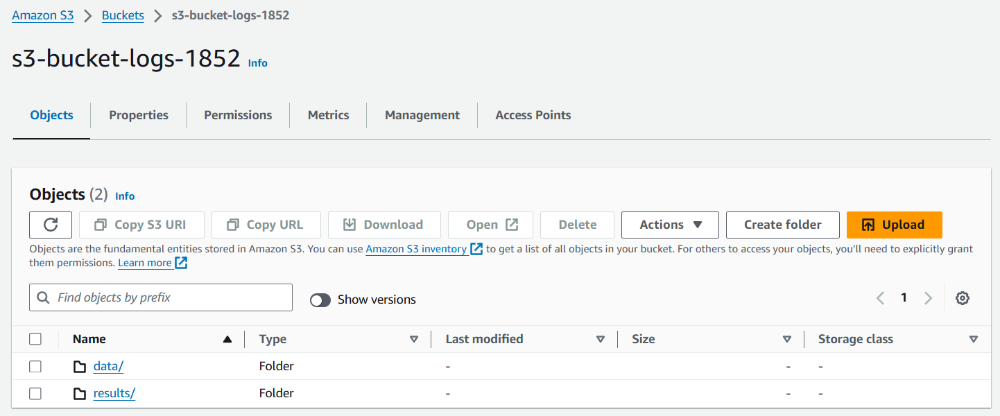 Amazon S3 > Buckets > s3-bucket-logs-1852
s3-bucket-logs-1852 Info
Objects Properties Permissions Metrics Management Access Points
Objects (2) Info
Copy S3 URI Copy URL Download Open Delete Actions Create folder Upload
Objects are the fundamental entities stored in Amazon S3. You can use Amazon S3 inventory to get a list of all objects in your bucket. For others to access your objects, you’ll need to explicitly grant
them permissions. Learn more
Find objects by prefix Show versions 1
Name Type Last modified Size Storage class
data/ Folder - - -
results/ Folder - - -